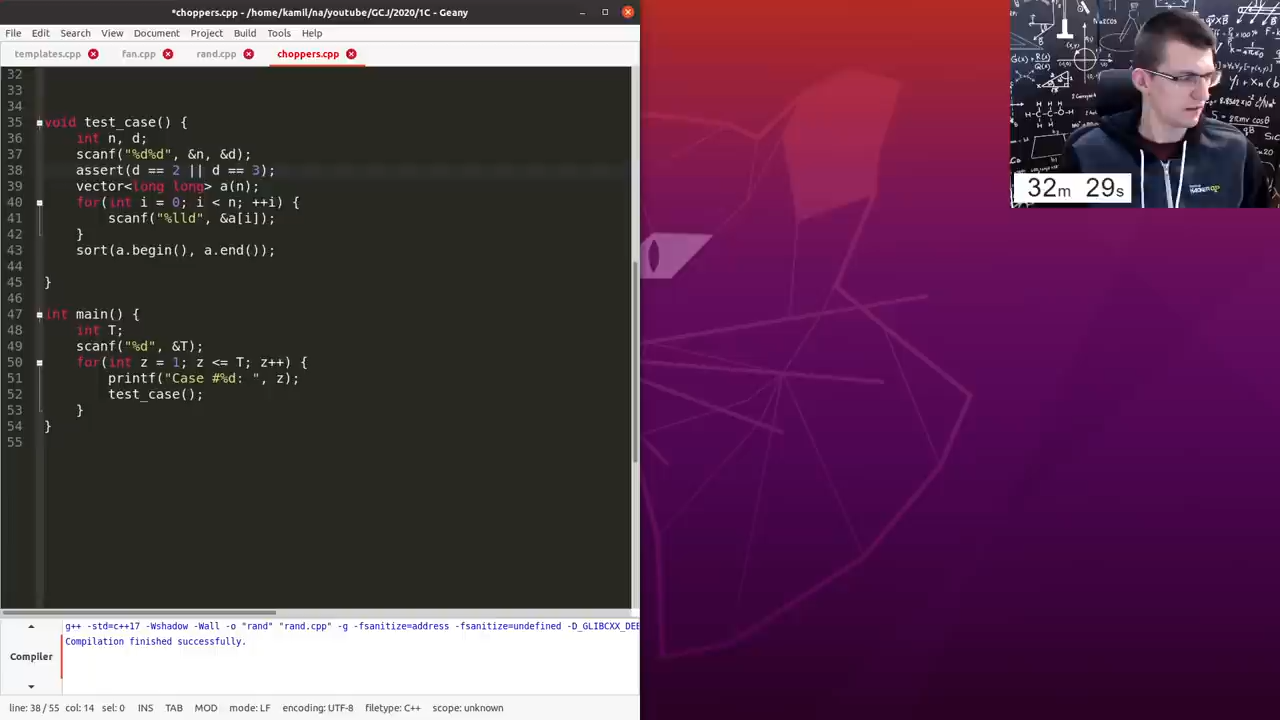 *choppers.cpp - /home/kamil/na/youtube/GCJ/2020/1C - Geany
File Edit Search View Document Project Build Tools Help
templates.cpp fan.cpp rand.cpp choppers.cpp
32
33
34
35 void test_case() {
36 int n, d;
37 scanf("%d%d", &n, &d);
38 assert(d == 2 || d == 3);
39 vector<long long> a(n);
40 for(int i = 0; i < n; ++i) {
41 scanf("%lld", &a[i]);
42 }
43 sort(a.begin(), a.end());
44
45 }
46
47 int main() {
48 int T;
49 scanf("%d", &T);
50 for(int z = 1; z <= T; z++) {
51 printf("Case #%d: ", z);
52 test_case();
53 }
54 }
55
g++ -std=c++17 -Wshadow -Wall -o "rand" "rand.cpp" -g -fsanitize=address -fsanitize=undefined -D_GLIBCXX_DEB
Compilation finished successfully.
Compiler
line: 38 / 55 col: 14 sel: 0 INS TAB MOD mode: LF encoding: UTF-8 filetype: C++ scope: unknown
32m 29s